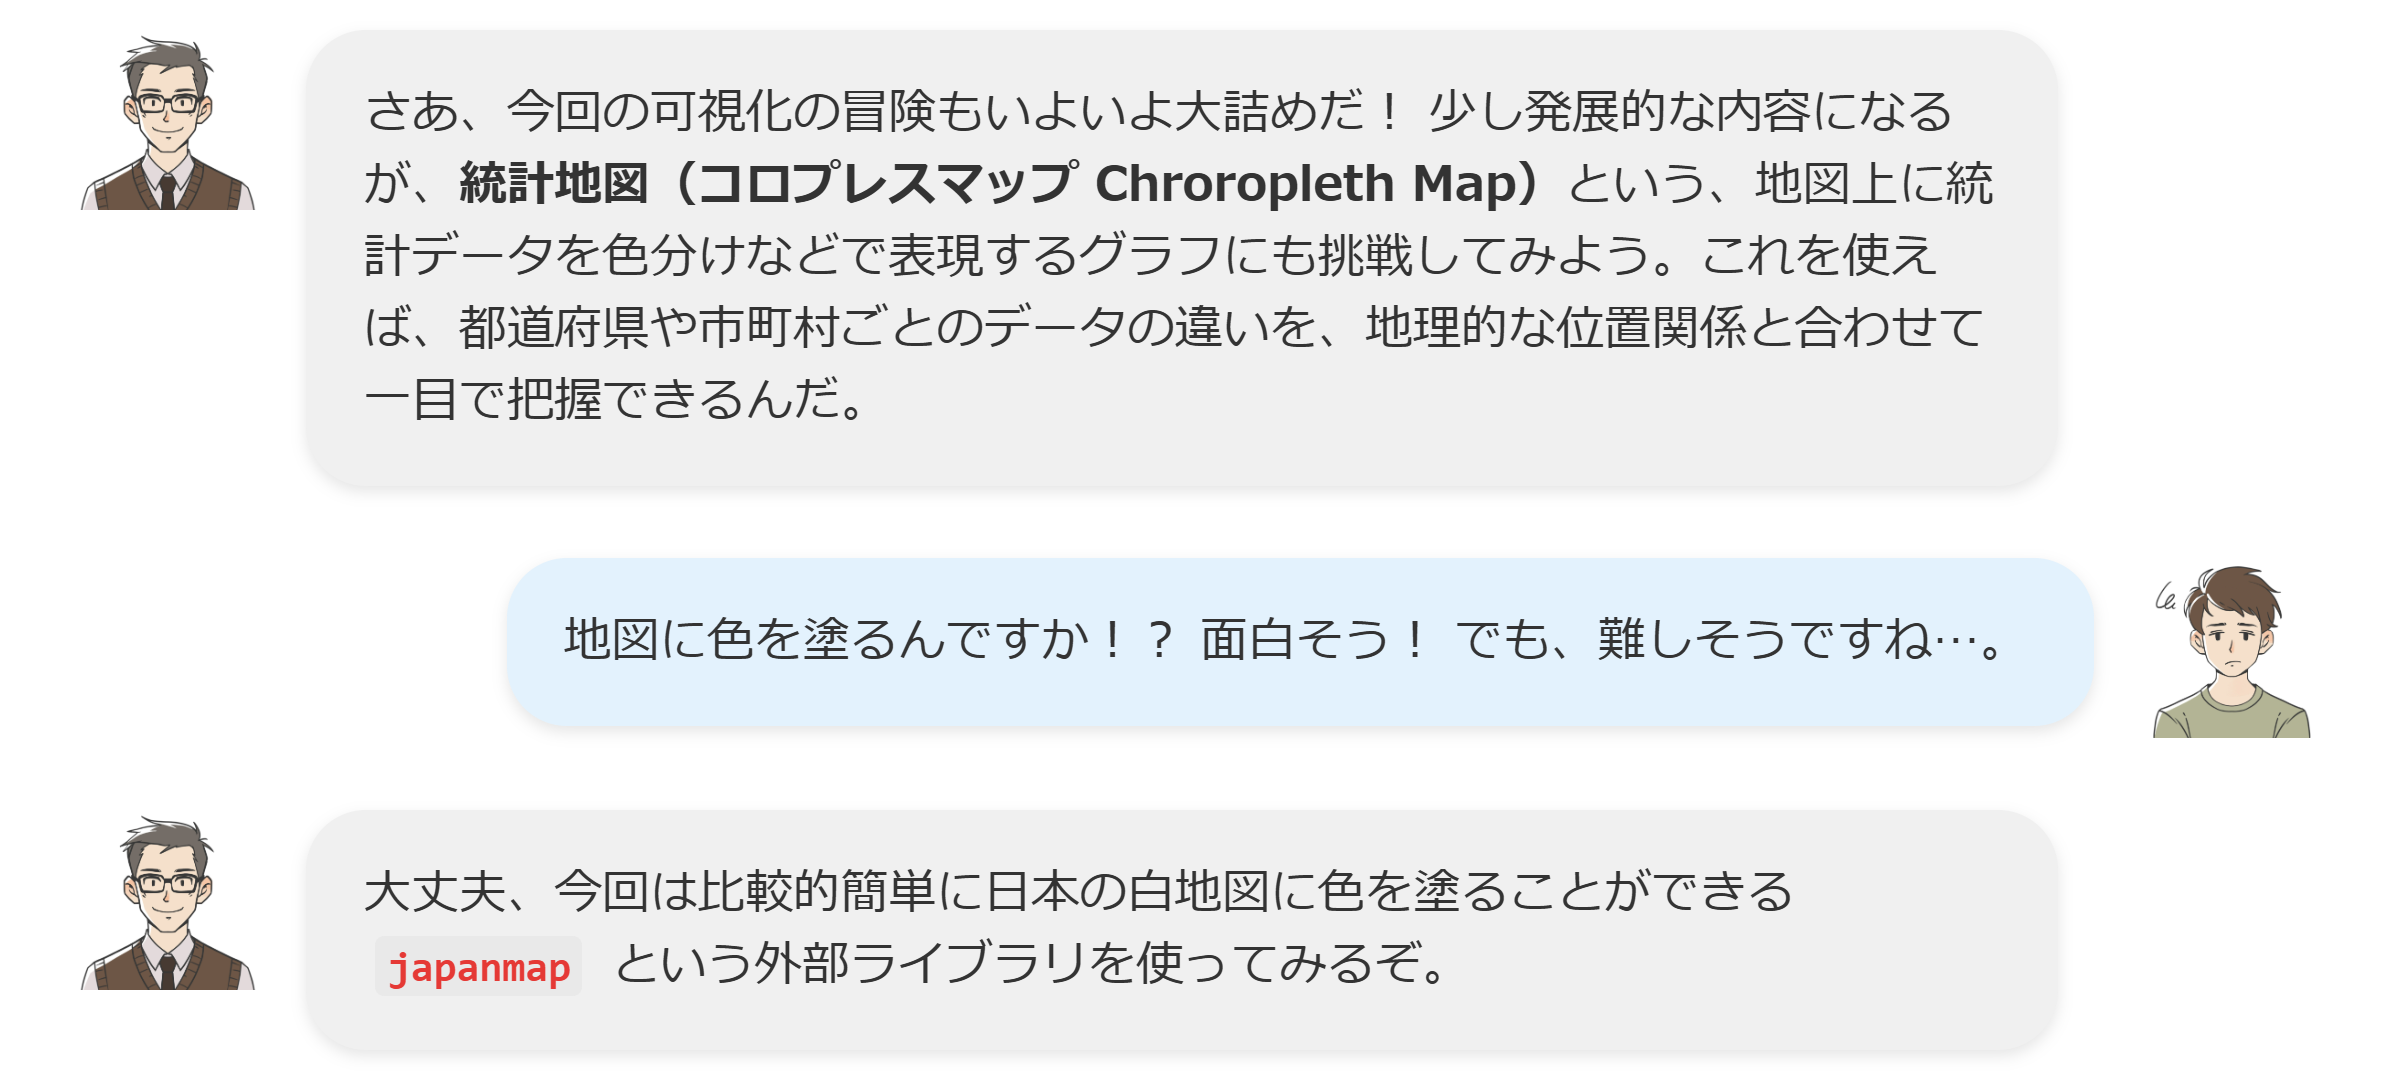 さあ、今回の可視化の冒険もいよいよ大詰めだ！ 少し発展的な内容になる
が、統計地図（コロプレスマップ Chroropleth Map）という、地図上に統
計データを色分けなどで表現するグラフにも挑戦してみよう。これを使え
ば、都道府県や市町村ごとのデータの違いを、地理的な位置関係と合わせて
一目で把握できるんだ。
地図に色を塗るんですか！？ 面白そう！ でも、難しそうですね…。
大丈夫、今回は比較的簡単に日本の白地図に色を塗ることができる
japanmap という外部ライブラリを使ってみるぞ。